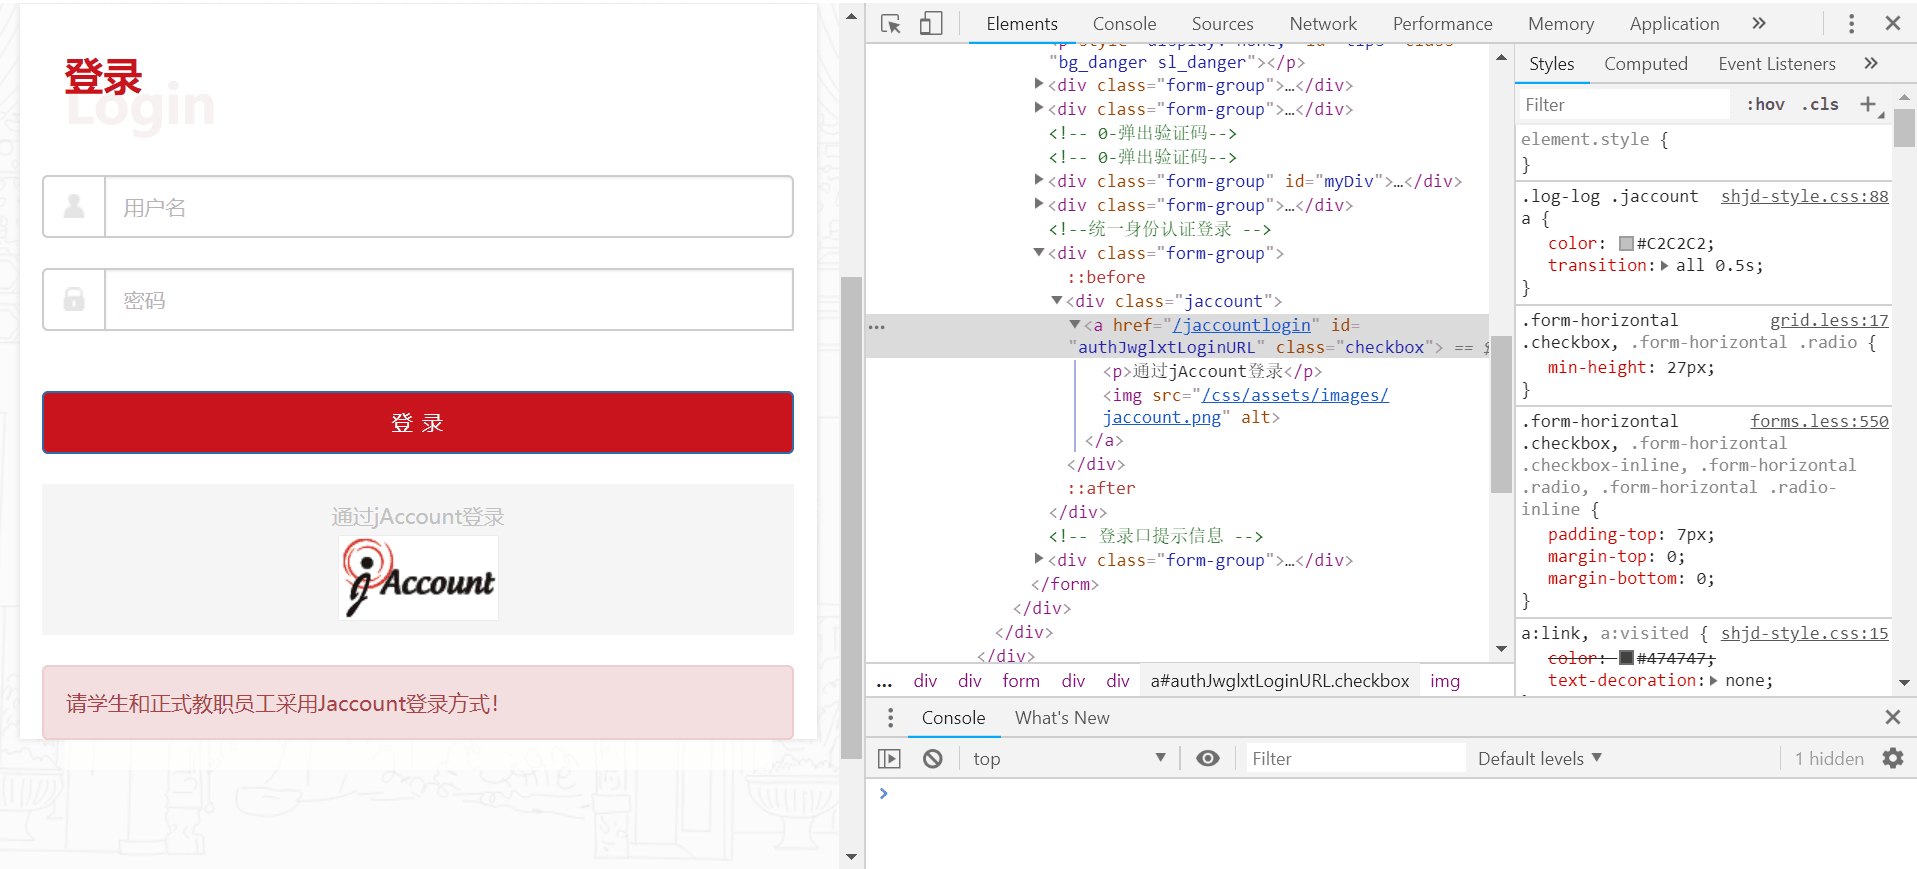 登录
Login
用户名
密码
登 录
通过jAccount登录
jAccount
请学生和正式教职员工采用Jaccount登录方式！
Elements Console Sources Network Performance Memory Application »
"bg_danger sl_danger"></p>
<div class="form-group">…</div>
<div class="form-group">…</div>
<!-- 0-弹出验证码-->
<!-- 0-弹出验证码-->
<div class="form-group" id="myDiv">…</div>
<div class="form-group">…</div>
<!--统一身份认证登录 -->
<div class="form-group">
::before
<div class="jaccount">
… <a href="/jaccountlogin" id=
"authJwglxtLoginURL" class="checkbox"> ==
<p>通过jAccount登录</p>
<img src="/css/assets/images/
jaccount.png" alt>
</a>
</div>
::after
</div>
<!-- 登录口提示信息 -->
<div class="form-group">…</div>
</form>
</div>
</div>
</div>
… div div form div div a#authJwglxtLoginURL.checkbox img
Styles Computed Event Listeners »
Filter :hov .cls +
element.style {
}
.log-log .jaccount shjd-style.css:88
a {
color: #C2C2C2;
transition: all 0.5s;
}
.form-horizontal grid.less:17
.checkbox, .form-horizontal .radio {
min-height: 27px;
}
.form-horizontal forms.less:550
.checkbox, .form-horizontal
.checkbox-inline, .form-horizontal
.radio, .form-horizontal .radio-
inline {
padding-top: 7px;
margin-top: 0;
margin-bottom: 0;
}
a:link, a:visited { shjd-style.css:15
color: #474747;
text-decoration: none;
Console What's New
top Filter Default levels 1 hidden